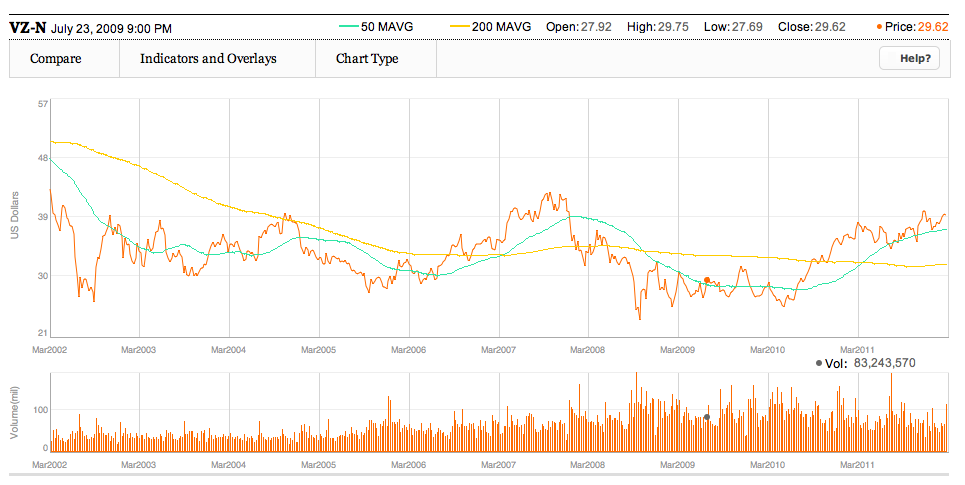 VZ-N July 23, 2009 9:00 PM 50 MAVG 200 MAVG Open: 27.92 High: 29.75 Low: 27.69 Close: 29.62 Price: 29.62
Compare Indicators and Overlays Chart Type Help?
57
48
39
30
21
US Dollars
Mar2002 Mar2003 Mar2004 Mar2005 Mar2006 Mar2007 Mar2008 Mar2009 Mar2010 Mar2011
Vol: 83,243,570
100
0
Volume(mil)
Mar2002 Mar2003 Mar2004 Mar2005 Mar2006 Mar2007 Mar2008 Mar2009 Mar2010 Mar2011